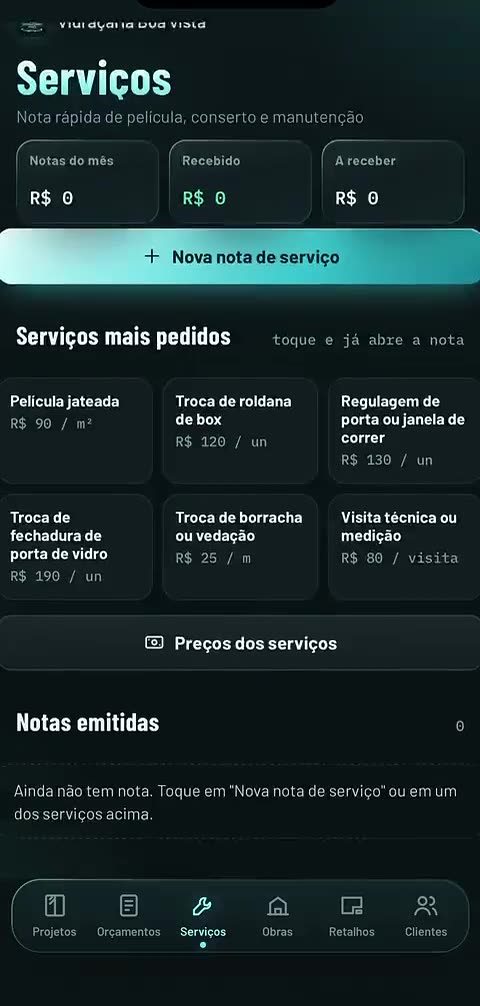 Vidraçaria Boa Vista
Serviços
Nota rápida de película, conserto e manutenção
Notas do mês
Recebido
A receber
R$ 0
R$ 0
R$ 0
+ Nova nota de serviço
Serviços mais pedidos
toque e já abre a nota
Película jateada
R$ 90 / m²
Troca de roldana
de box
R$ 120 / un
Regulagem de
porta ou janela de
correr
R$ 130 / un
Troca de
fechadura de
porta de vidro
R$ 190 / un
Troca de borracha
ou vedação
R$ 25 / m
Visita técnica ou
medição
R$ 80 / visita
Preços dos serviços
Notas emitidas
0
Ainda não tem nota. Toque em "Nova nota de serviço" ou em um
dos serviços acima.
Projetos
Orçamentos
Serviços
Obras
Retalhos
Clientes